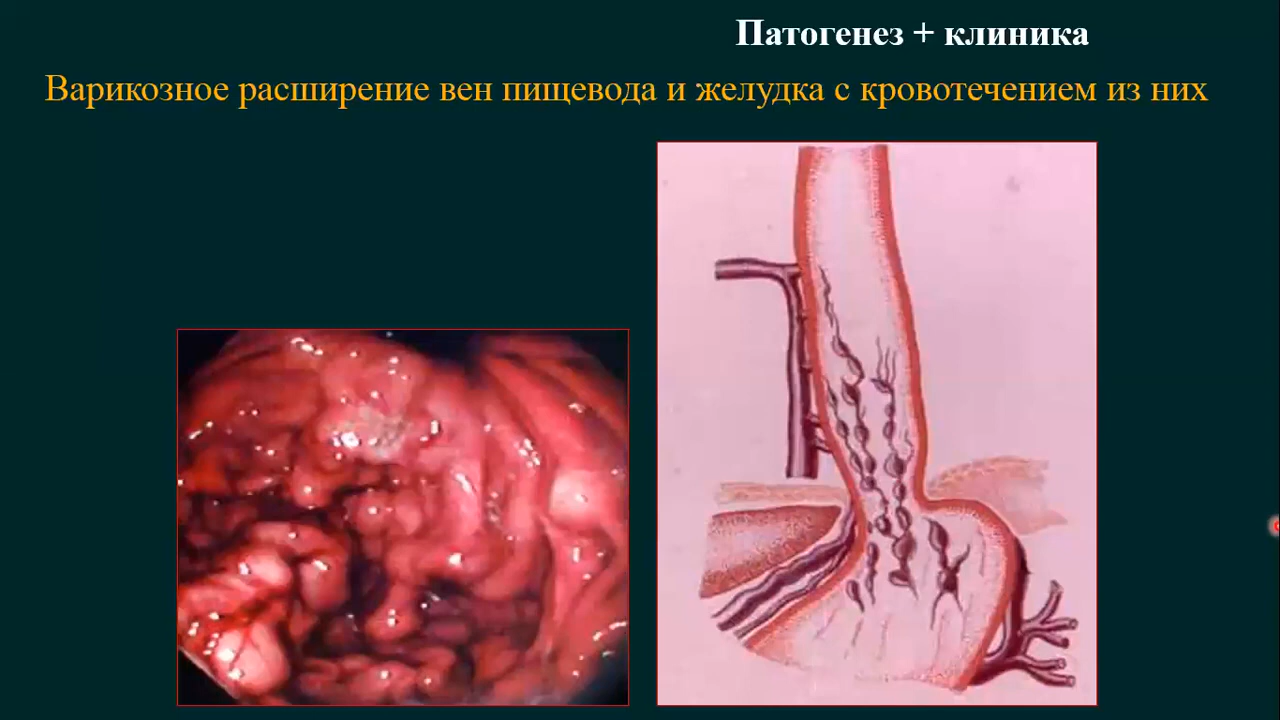 Патогенез + клиника
Варикозное расширение вен пищевода и желудка с кровотечением из них